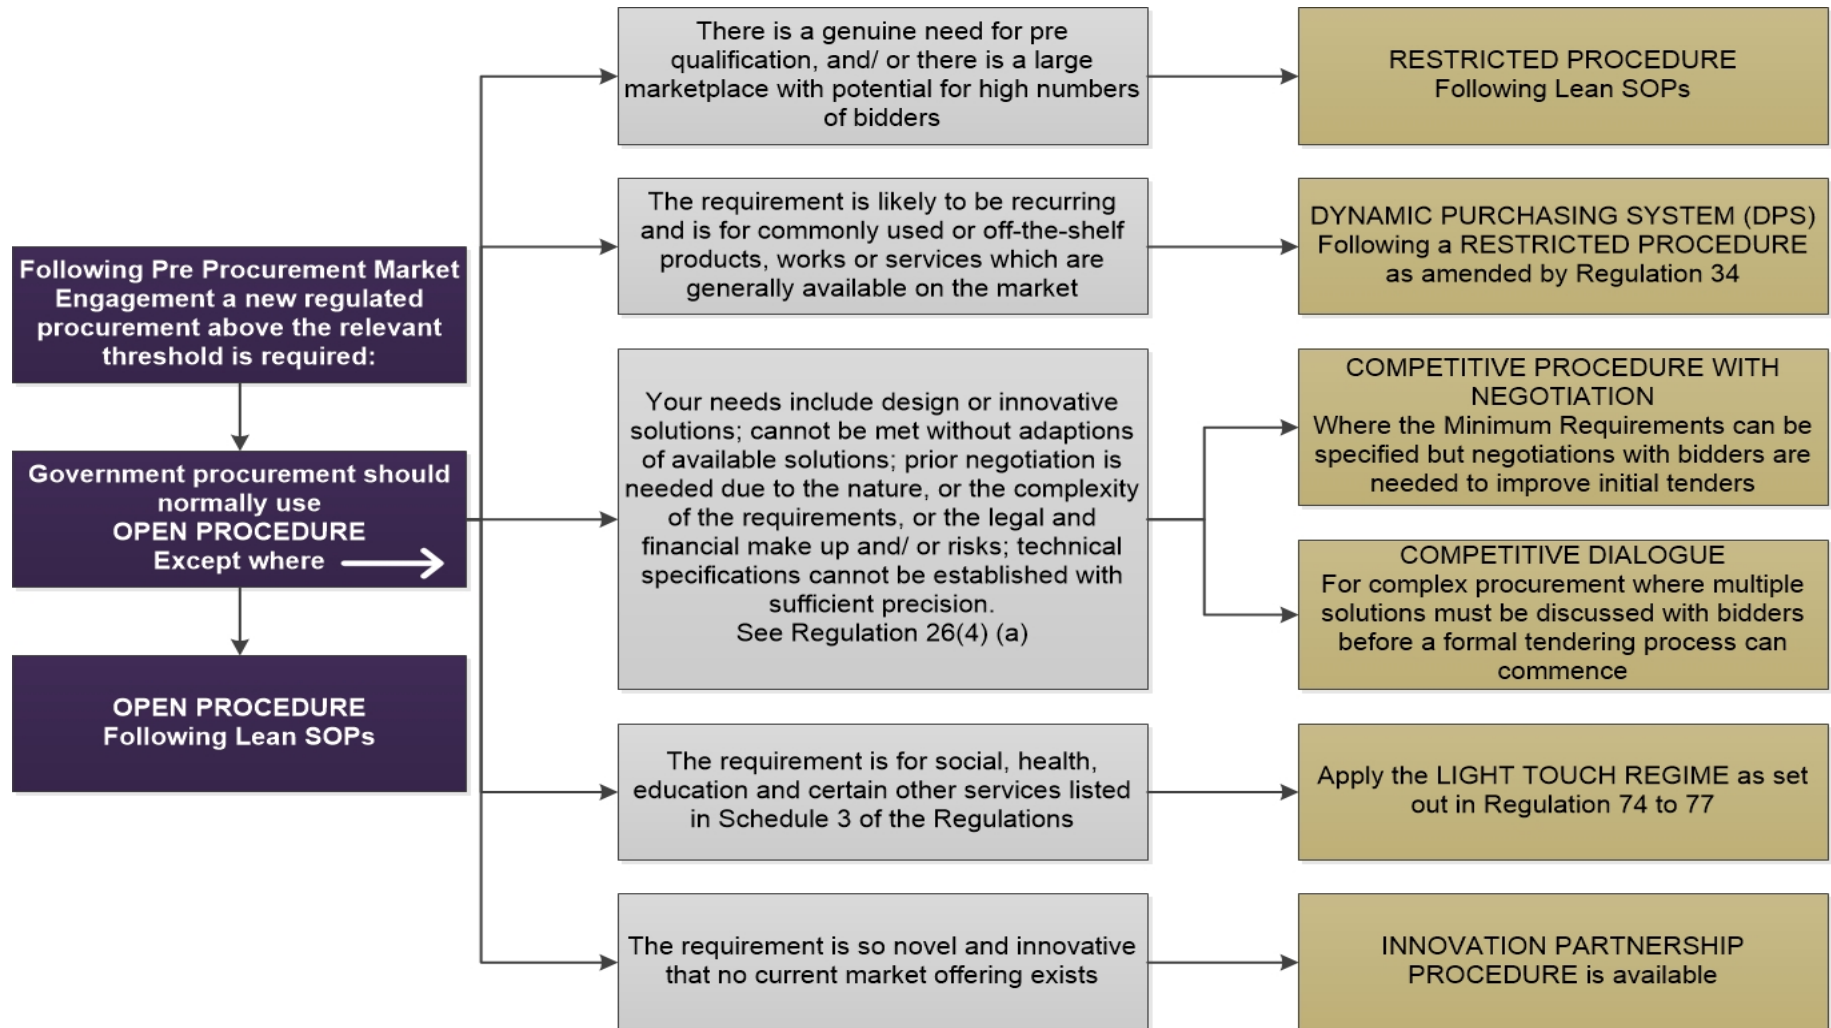 Following Pre Procurement Market
Engagement a new regulated
procurement above the relevant
threshold is required:
Government procurement should
normally use
OPEN PROCEDURE
Except where
OPEN PROCEDURE
Following Lean SOPs
There is a genuine need for pre
qualification, and/ or there is a large
marketplace with potential for high numbers
of bidders
RESTRICTED PROCEDURE
Following Lean SOPs
The requirement is likely to be recurring
and is for commonly used or off-the-shelf
products, works or services which are
generally available on the market
DYNAMIC PURCHASING SYSTEM (DPS)
Following a RESTRICTED PROCEDURE
as amended by Regulation 34
Your needs include design or innovative
solutions; cannot be met without adaptions
of available solutions; prior negotiation is
needed due to the nature, or the complexity
of the requirements, or the legal and
financial make up and/ or risks; technical
specifications cannot be established with
sufficient precision.
See Regulation 26(4) (a)
COMPETITIVE PROCEDURE WITH
NEGOTIATION
Where the Minimum Requirements can be
specified but negotiations with bidders are
needed to improve initial tenders
COMPETITIVE DIALOGUE
For complex procurement where multiple
solutions must be discussed with bidders
before a formal tendering process can
commence
The requirement is for social, health,
education and certain other services listed
in Schedule 3 of the Regulations
Apply the LIGHT TOUCH REGIME as set
out in Regulation 74 to 77
The requirement is so novel and innovative
that no current market offering exists
INNOVATION PARTNERSHIP
PROCEDURE is available